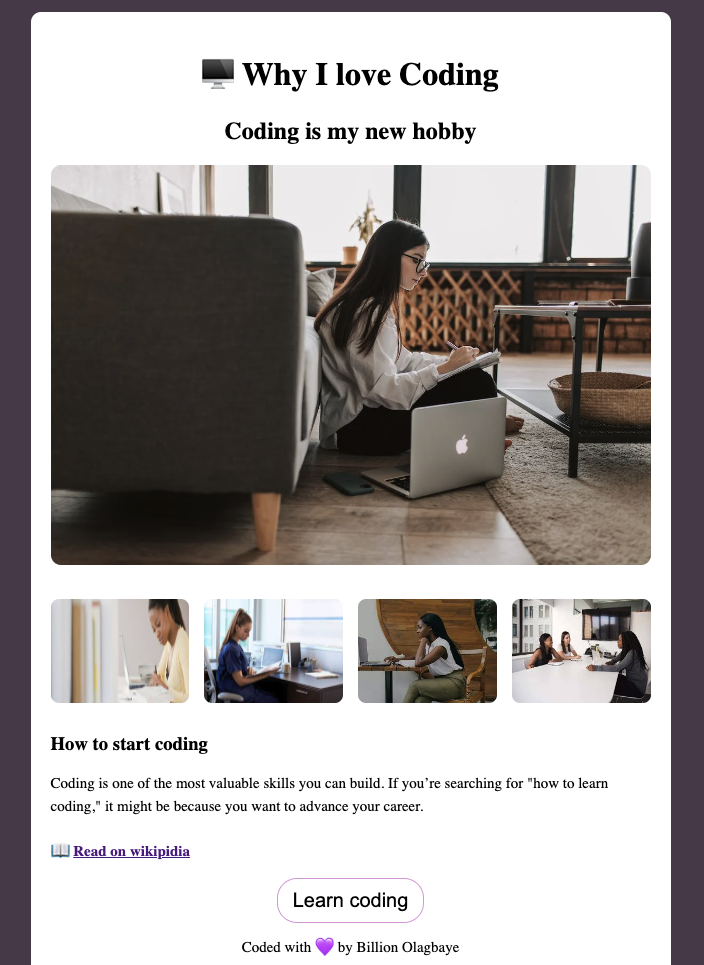 🖥️ Why I love Coding
Coding is my new hobby
How to start coding
Coding is one of the most valuable skills you can build. If you’re searching for "how to learn
coding," it might be because you want to advance your career.
📖 Read on wikipidia
Learn coding
Coded with 💜 by Billion Olagbaye